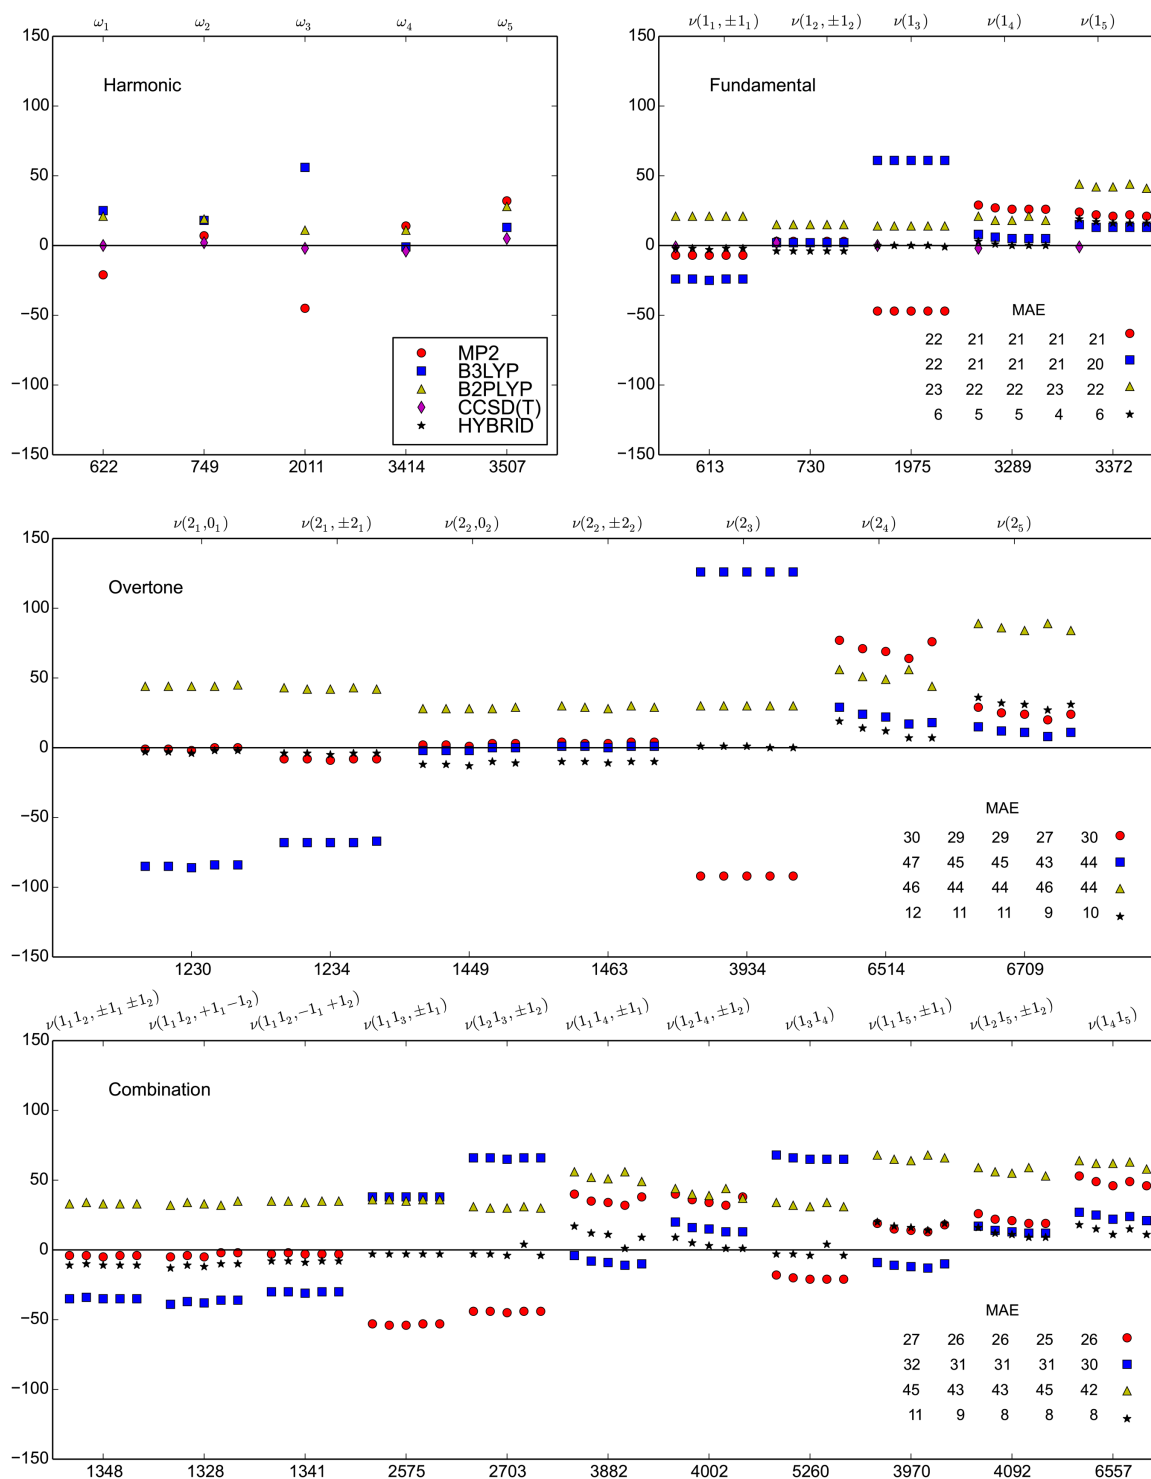 ω₁ ω₂ ω₃ ω₄ ω₅
150
100
50
0
−50
−100
−150
Harmonic
MP2
B3LYP
B2PLYP
CCSD(T)
HYBRID
622 749 2011 3414 3507
ν(1₁, ±1₁) ν(1₂, ±1₂) ν(1₃) ν(1₄) ν(1₅)
150
100
50
0
−50
−100
−150
Fundamental
MAE
22 21 21 21 21
22 21 21 21 20
23 22 22 23 22
6 5 5 4 6
613 730 1975 3289 3372
ν(2₁,0₁) ν(2₁, ±2₁) ν(2₂,0₂) ν(2₂, ±2₂) ν(2₃) ν(2₄) ν(2₅)
150
100
50
0
−50
−100
−150
Overtone
MAE
30 29 29 27 30
47 45 45 43 44
46 44 44 46 44
12 11 11 9 10
1230 1234 1449 1463 3934 6514 6709
ν(1₁1₂, ±1₁ ±1₂) ν(1₁1₂, +1₁−1₂) ν(1₁1₂, −1₁+1₂) ν(1₁1₃, ±1₁) ν(1₂1₃, ±1₂) ν(1₁1₄, ±1₁) ν(1₂1₄, ±1₂) ν(1₃1₄) ν(1₁1₅, ±1₁) ν(1₂1₅, ±1₂) ν(1₄1₅)
150
100
50
0
−50
−100
−150
Combination
MAE
27 26 26 25 26
32 31 31 31 30
45 43 43 45 42
11 9 8 8 8
1348 1328 1341 2575 2703 3882 4002 5260 3970 4092 6557